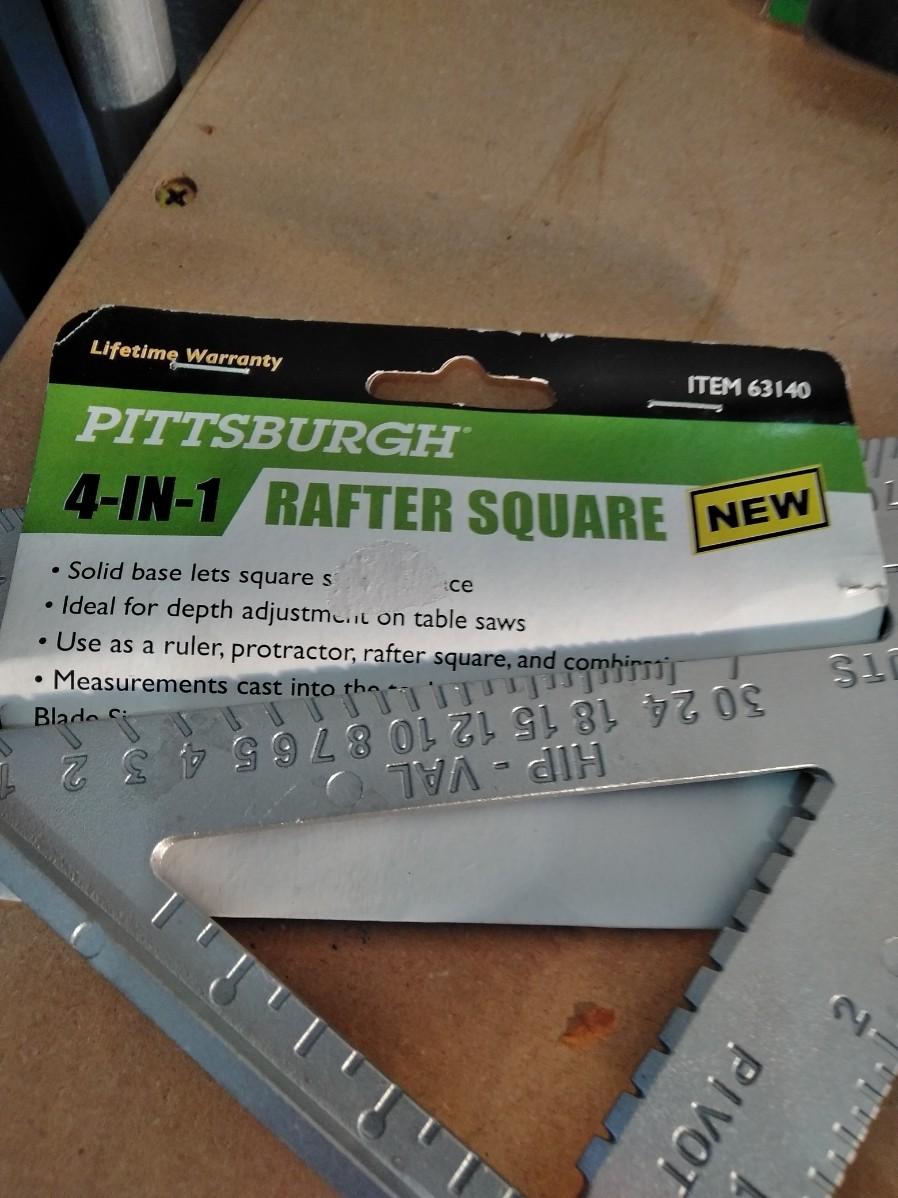 Lifetime Warranty
ITEM 63140
PITTSBURGH®
4-IN-1 RAFTER SQUARE
NEW
• Solid base lets square
• Ideal for depth adjustment on table saws
• Use as a ruler, protractor, rafter square, and
• Measurements cast into the
Blade
30 24 18 15 12 10 8 7 6 5 4 3 2 1
HIP - VAL
PIVOT
2